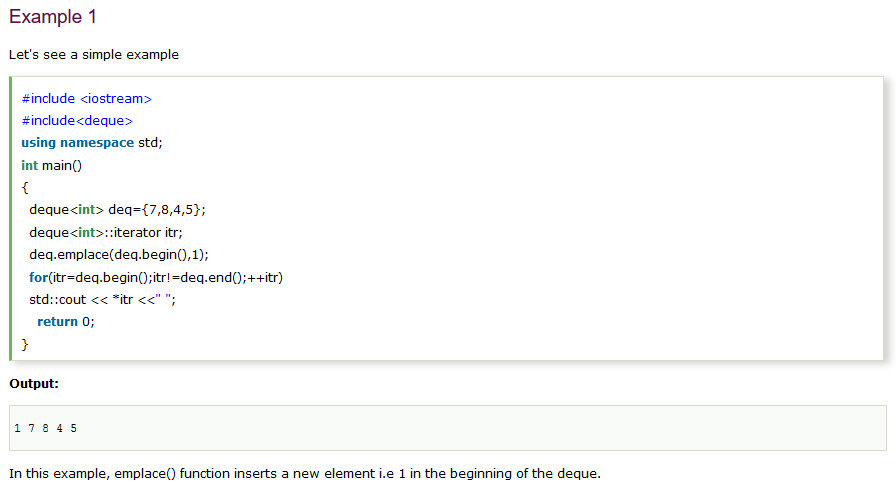 Example 1
Let's see a simple example
#include <iostream>
#include<deque>
using namespace std;
int main()
{
deque<int> deq={7,8,4,5};
deque<int>::iterator itr;
deq.emplace(deq.begin(),1);
for(itr=deq.begin();itr!=deq.end();++itr)
std::cout << *itr <<" ";
return 0;
}
Output:
1 7 8 4 5
In this example, emplace() function inserts a new element i.e 1 in the beginning of the deque.